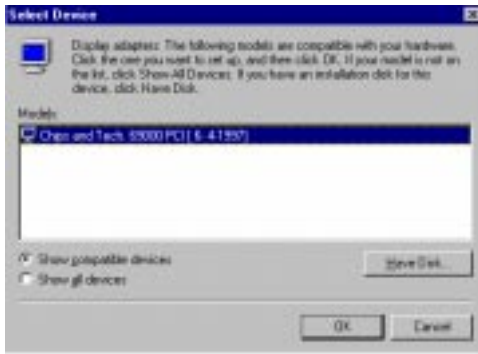 Select Device
Display adapters: The following models are compatible with your hardware.
Click the one you want to set up, and then click OK. If your model is not on
the list, click Show All Devices. If you have an installation disk for this
device, click Have Disk.
Models:
Chips and Tech. 69000 PCI [ 6- 4-1997]
Show compatible devices
Show all devices
Have Disk...
OK
Cancel